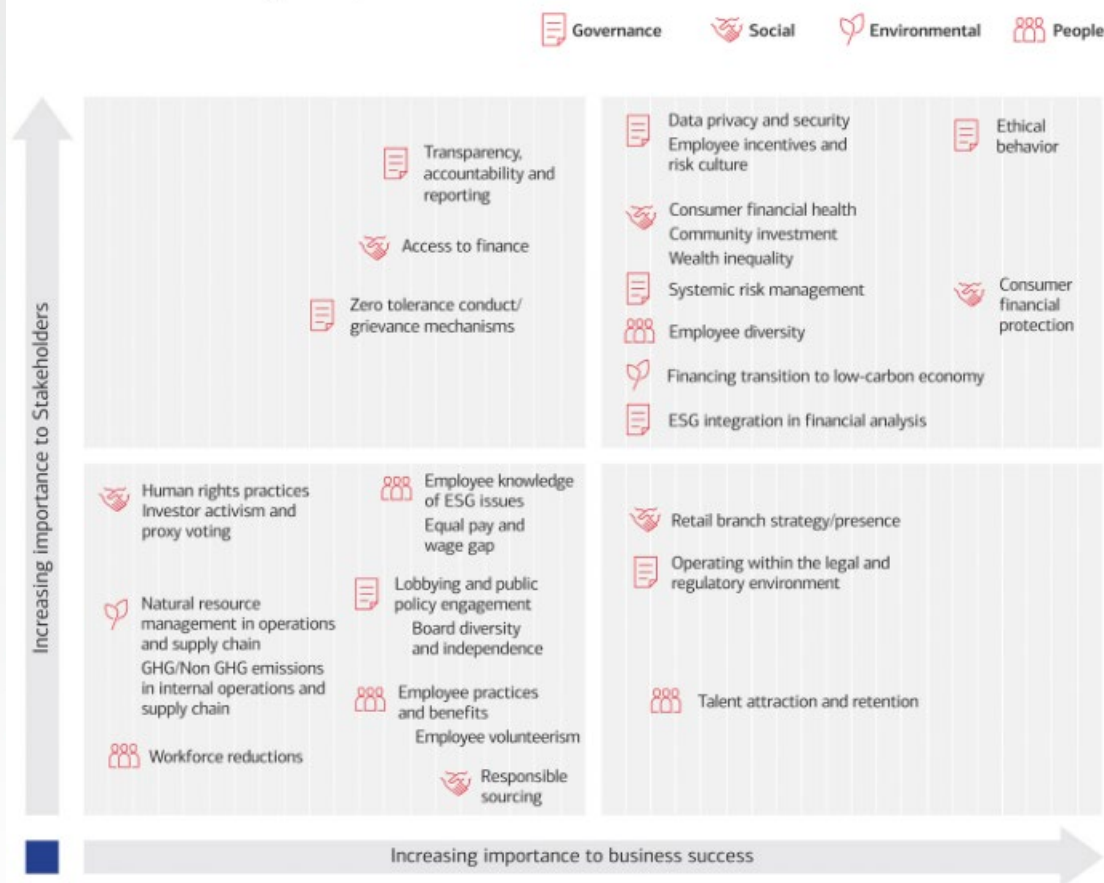 Governance
Social
Environmental
People
Increasing importance to Stakeholders
Transparency,
accountability and
reporting
Access to finance
Zero tolerance conduct/
grievance mechanisms
Data privacy and security
Employee incentives and
risk culture
Ethical
behavior
Consumer financial health
Community investment
Wealth inequality
Systemic risk management
Consumer
financial
protection
Employee diversity
Financing transition to low-carbon economy
ESG integration in financial analysis
Human rights practices
Investor activism and
proxy voting
Natural resource
management in operations
and supply chain
GHG/Non GHG emissions
in internal operations and
supply chain
Workforce reductions
Employee knowledge
of ESG issues
Equal pay and
wage gap
Lobbying and public
policy engagement
Board diversity
and independence
Employee practices
and benefits
Employee volunteerism
Responsible
sourcing
Retail branch strategy/presence
Operating within the legal and
regulatory environment
Talent attraction and retention
Increasing importance to business success